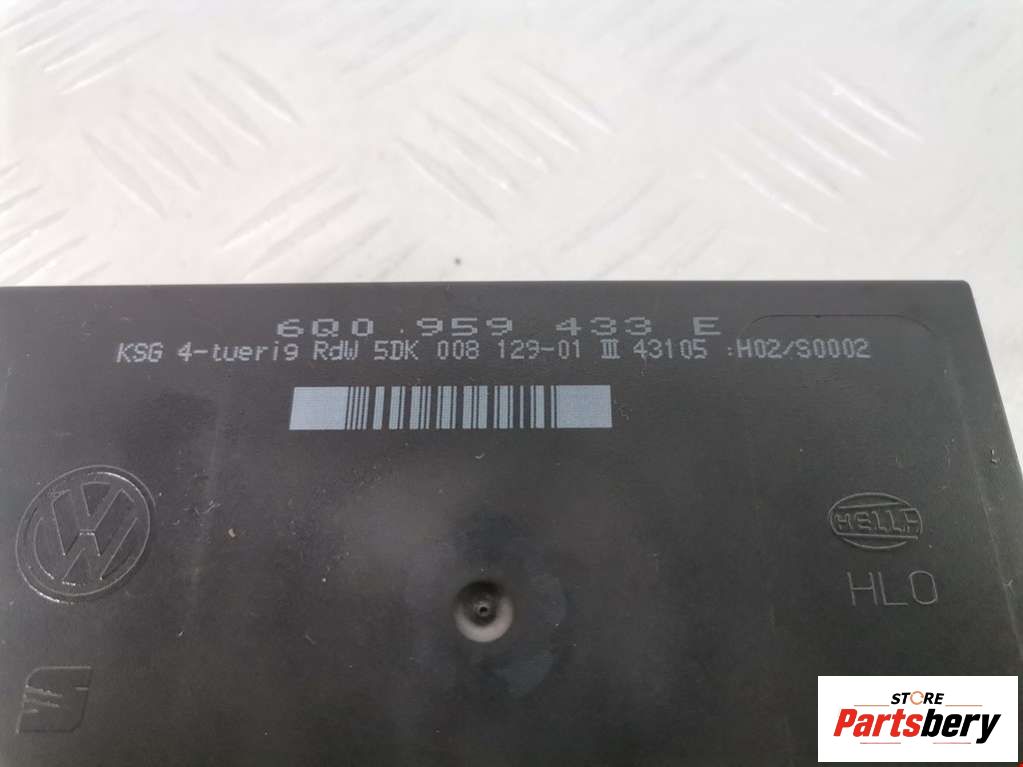 6Q0 959 433 E
KSG 4-tuerig RdW 5DK 008 129-01 III 43105 :H02/S0002
VW
HELLA
HLO
STORE
Partsbery